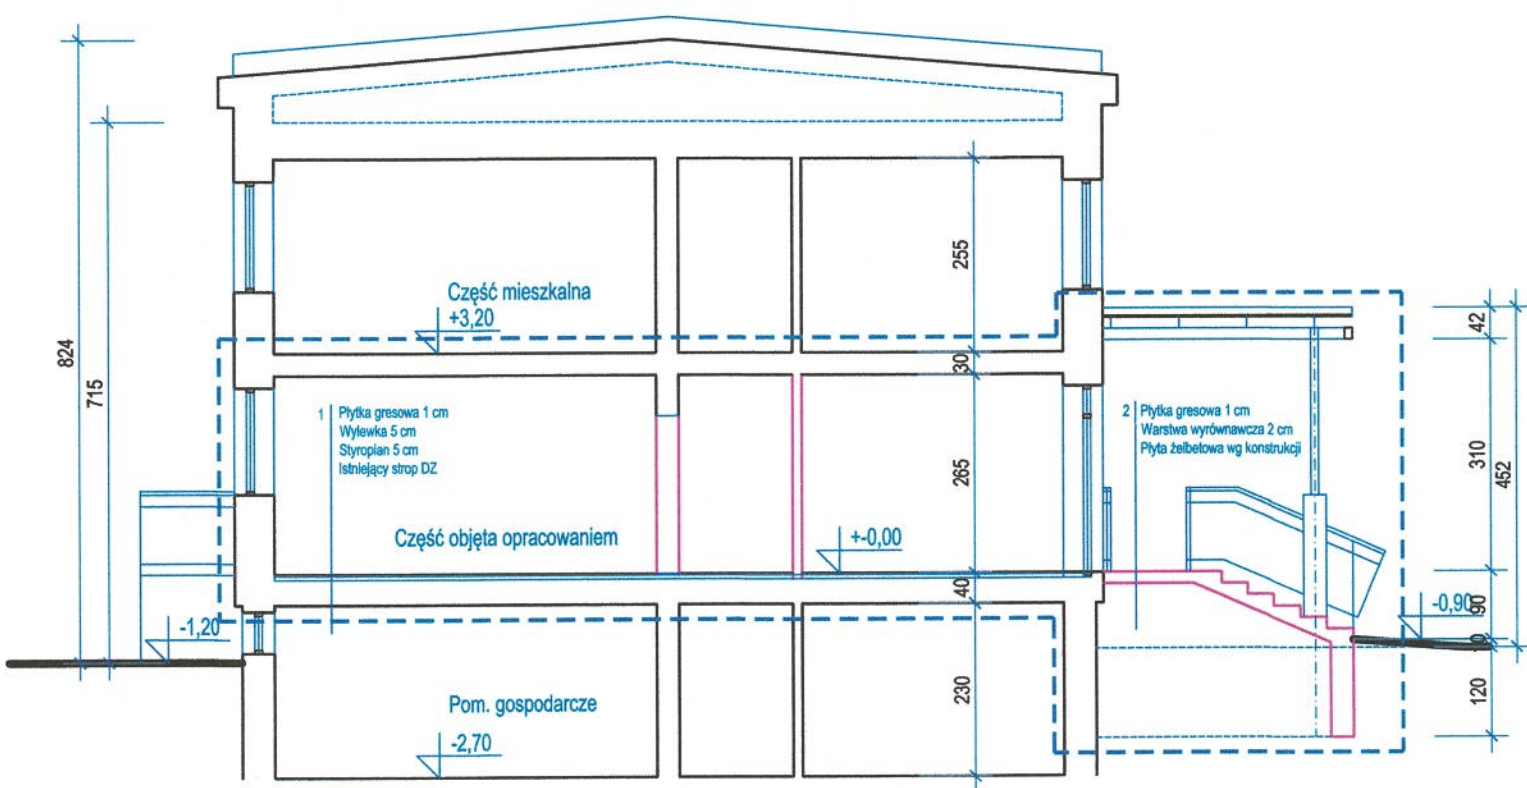 824
715
Część mieszkalna
+3,20
255
30
42
310
452
1
Płytka gresowa 1 cm
Wylewka 5 cm
Styropian 5 cm
Istniejący strop DZ
2
Płytka gresowa 1 cm
Warstwa wyrównawcza 2 cm
Płyta żelbetowa wg konstrukcji
265
Część objęta opracowaniem
+-0,00
40
-1,20
-0,90
90
230
120
Pom. gospodarcze
-2,70